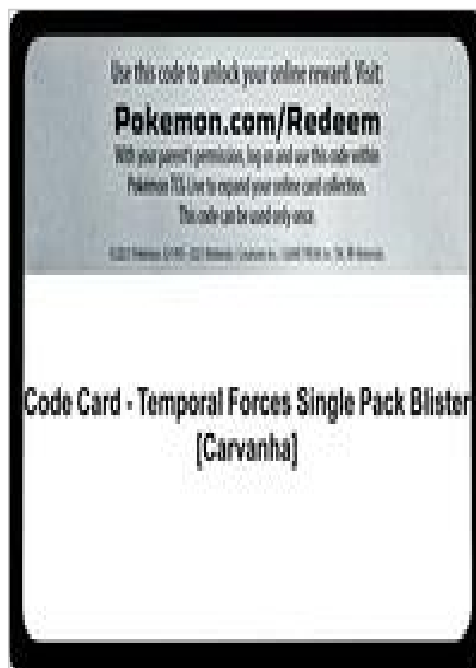 Use this code to unlock your online reward. Visit:
Pokemon.com/Redeem
With your parent's permission, log on and use this code within
Pokémon TCG Live to expand your online card collection.
This code can be used only once.
Code Card - Temporal Forces Single Pack Blister
[Carvanha]